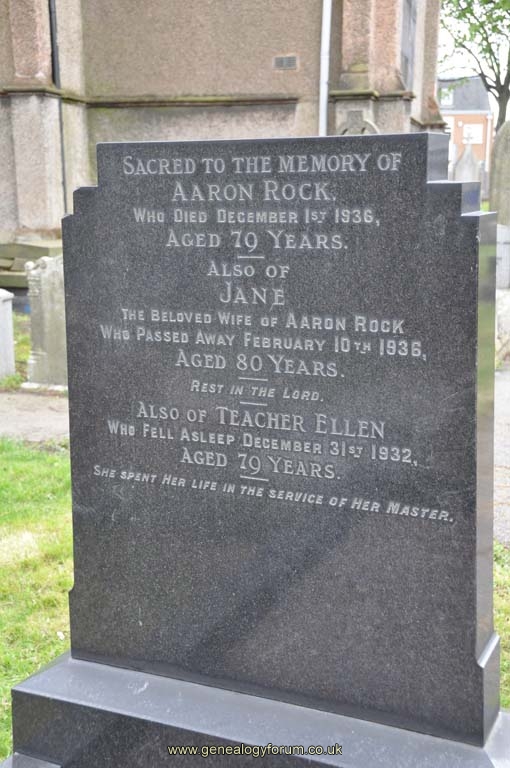 SACRED TO THE MEMORY OF
AARON ROCK,
WHO DIED DECEMBER 1ST 1936,
AGED 79 YEARS.
ALSO OF
JANE
THE BELOVED WIFE OF AARON ROCK
WHO PASSED AWAY FEBRUARY 10TH 1936,
AGED 80 YEARS.
REST IN THE LORD.
ALSO OF TEACHER ELLEN
WHO FELL ASLEEP DECEMBER 31ST 1932,
AGED 79 YEARS.
SHE SPENT HER LIFE IN THE SERVICE OF HER MASTER.
www.genealogyforum.co.uk